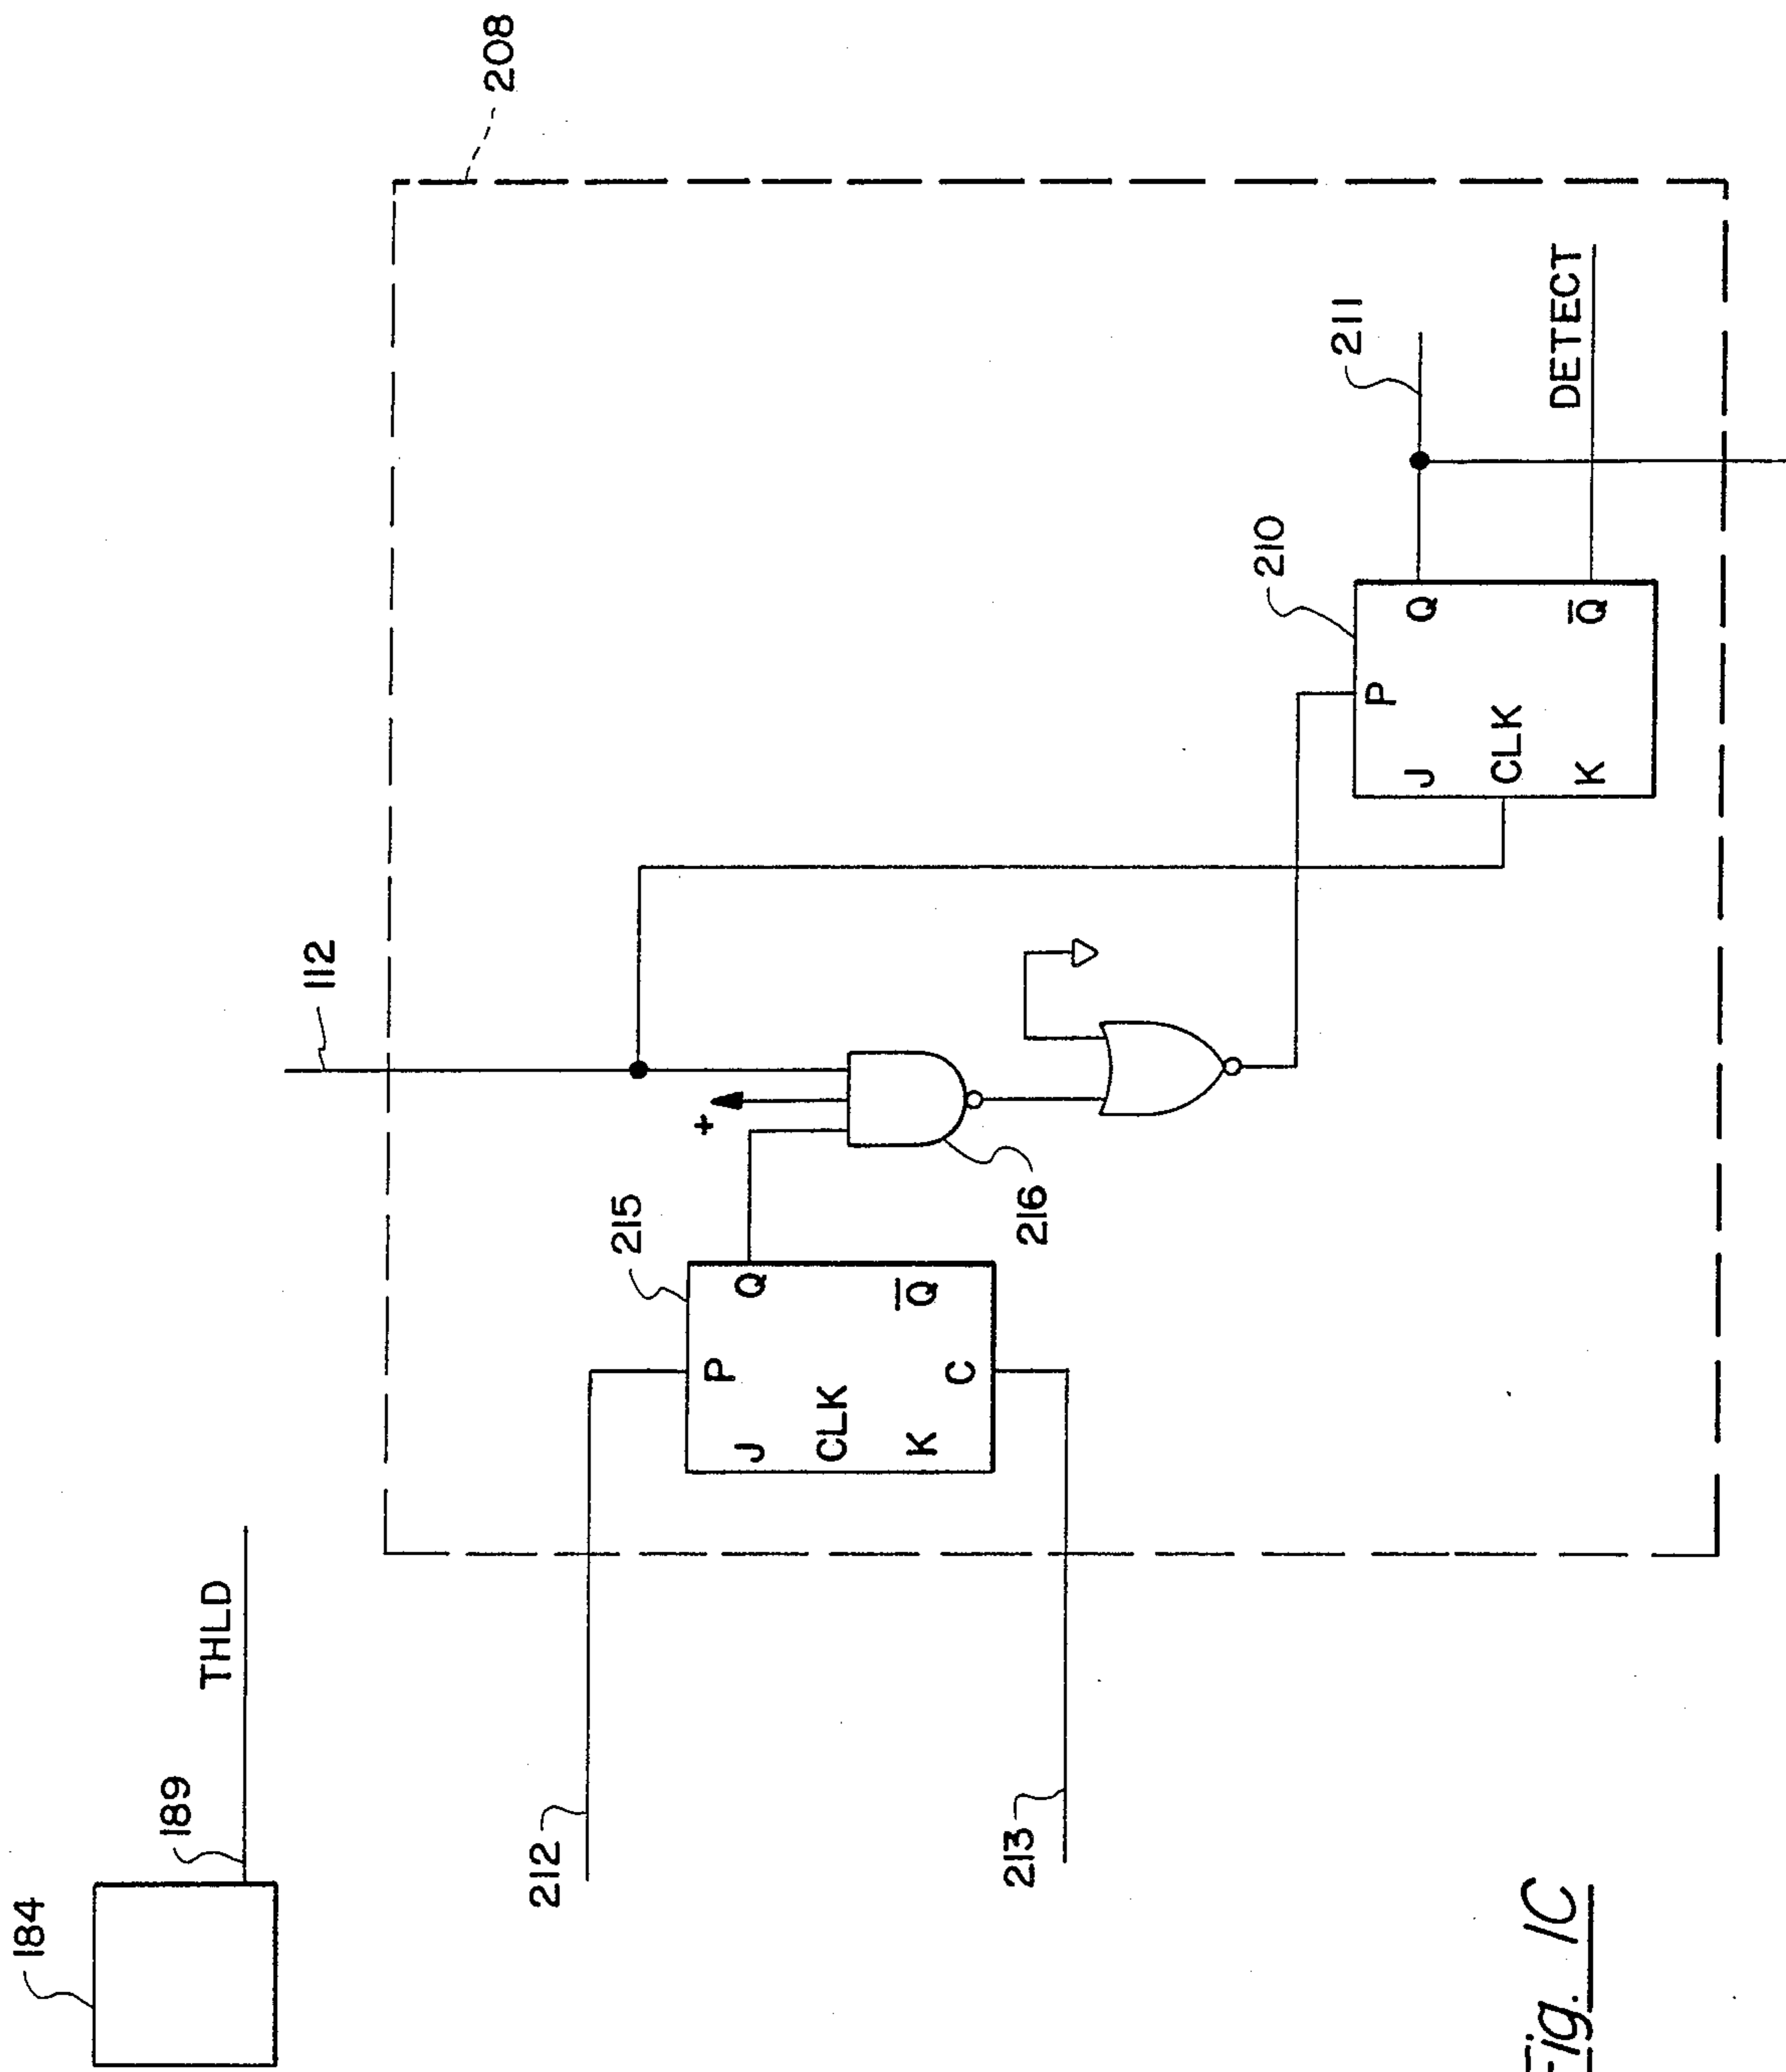 184
189
THLD
208
112
212
213
215
P
J
Q
CLK
K
Q̅
C
+
216
210
P
J
Q
CLK
K
Q̅
211
DETECT
Fig. 1C